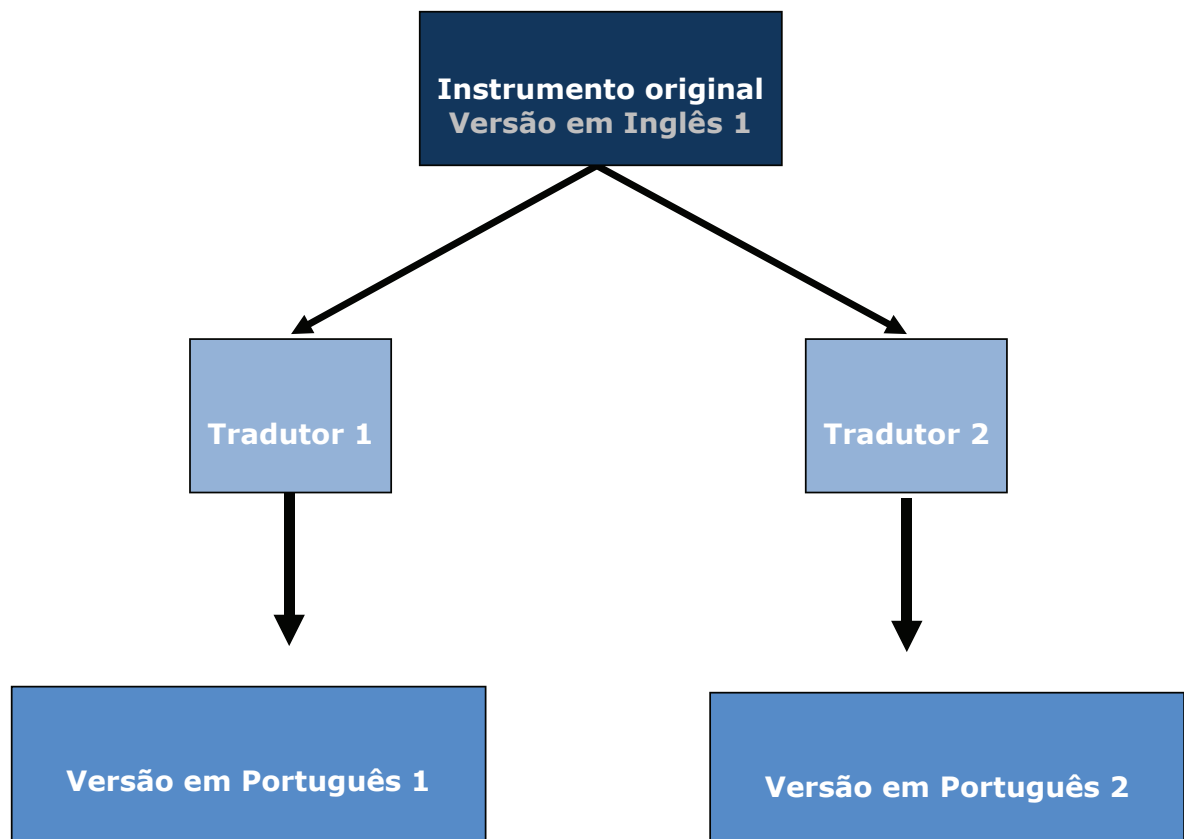 Instrumento original
Versão em Inglês 1
Tradutor 1
Tradutor 2
Versão em Português 1
Versão em Português 2